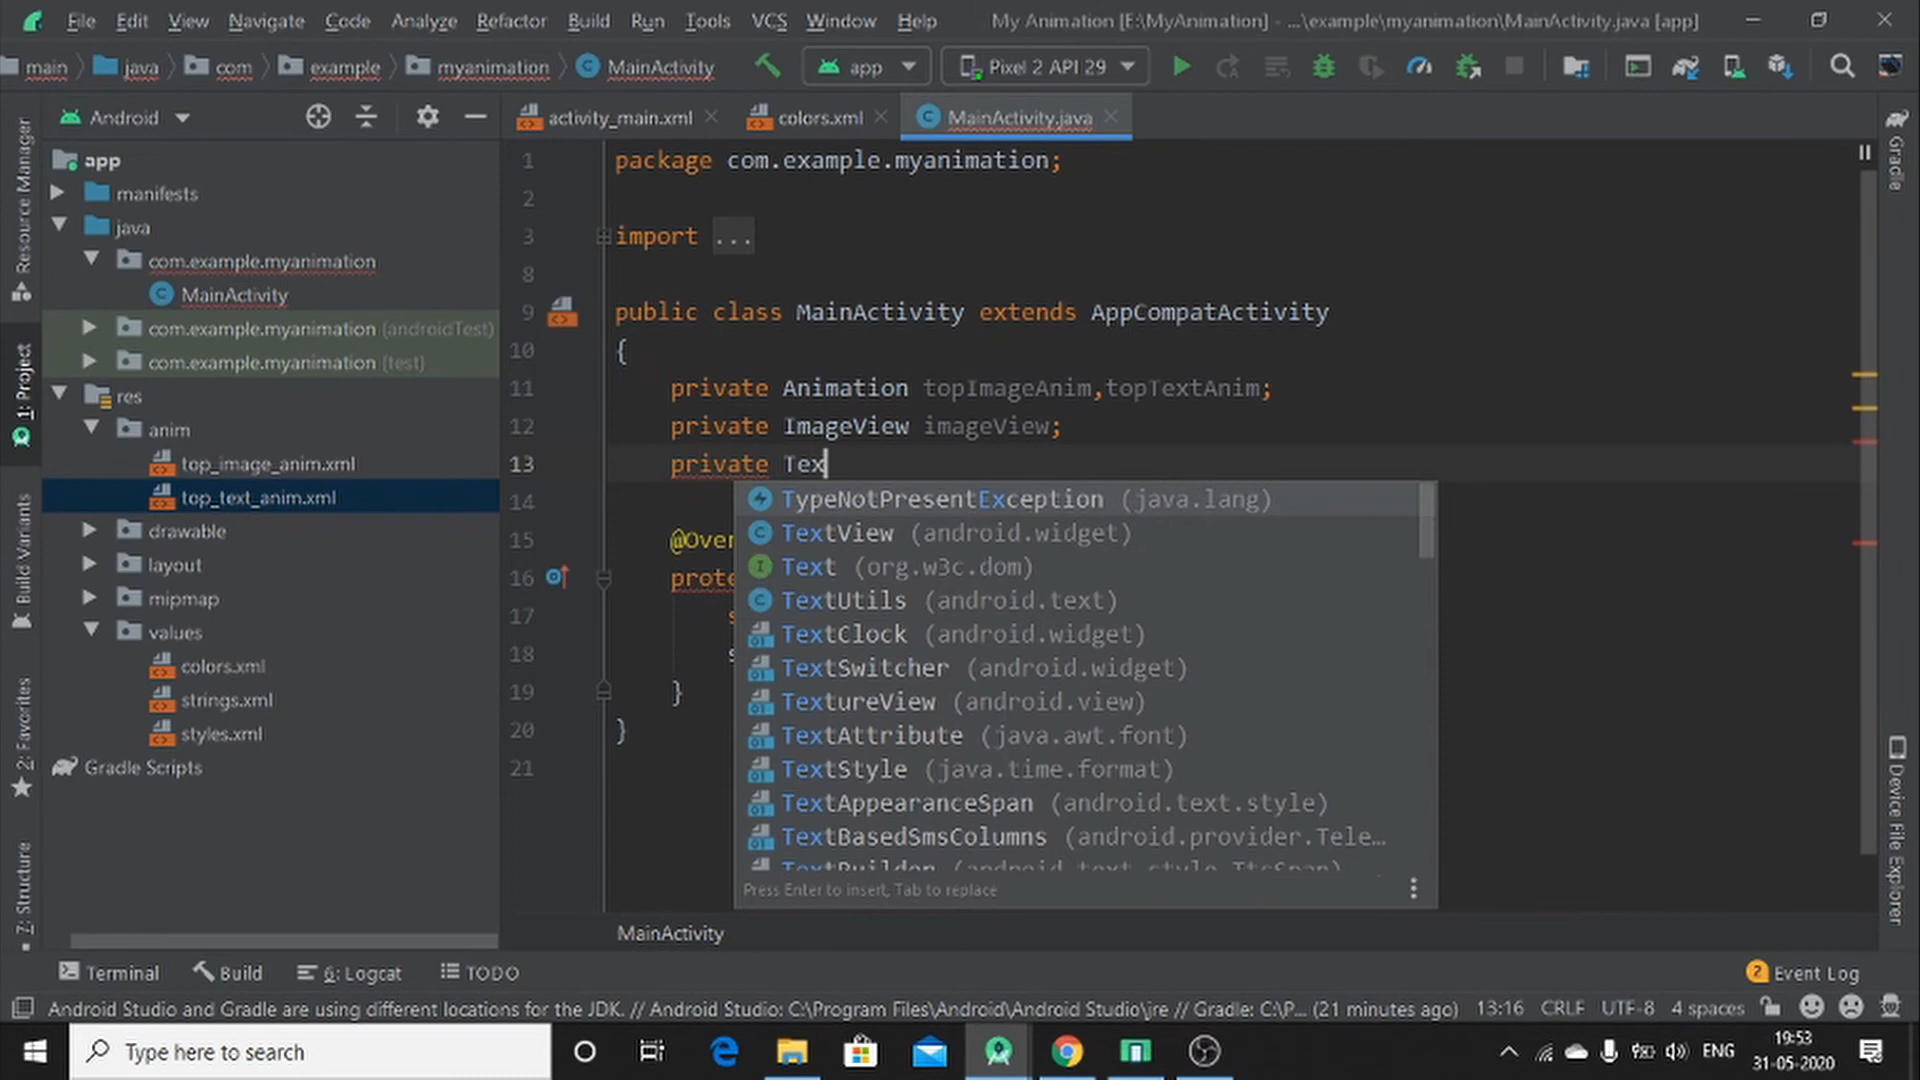 File Edit View Navigate Code Analyze Refactor Build Run Tools VCS Window Help My Animation [E:\MyAnimation] - ...\example\myanimation\MainActivity.java [app]
main java com example myanimation MainActivity app Pixel 2 API 29
Android
activity_main.xml colors.xml MainActivity.java
app
manifests
java
com.example.myanimation
MainActivity
com.example.myanimation (androidTest)
com.example.myanimation (test)
res
anim
top_image_anim.xml
top_text_anim.xml
drawable
layout
mipmap
values
colors.xml
strings.xml
styles.xml
Gradle Scripts
Resource Manager
1: Project
Build Variants
2: Favorites
Z: Structure
1 package com.example.myanimation;
2
3 import ...
8
9 public class MainActivity extends AppCompatActivity
10 {
11 private Animation topImageAnim,topTextAnim;
12 private ImageView imageView;
13 private Tex
14
15 @Over
16 prote
17 s
18 s
19 }
20 }
21
TypeNotPresentException (java.lang)
TextView (android.widget)
Text (org.w3c.dom)
TextUtils (android.text)
TextClock (android.widget)
TextSwitcher (android.widget)
TextureView (android.view)
TextAttribute (java.awt.font)
TextStyle (java.time.format)
TextAppearanceSpan (android.text.style)
TextBasedSmsColumns (android.provider.Tele...
TextBuilder (android.text.style.TtsSpan)
Press Enter to insert, Tab to replace
MainActivity
Gradle
Device File Explorer
Terminal Build 6: Logcat TODO 2 Event Log
Android Studio and Gradle are using different locations for the JDK. // Android Studio: C:\Program Files\Android\Android Studio\jre // Gradle: C:\P... (21 minutes ago) 13:16 CRLF UTF-8 4 spaces
Type here to search
ENG
19:53
31-05-2020